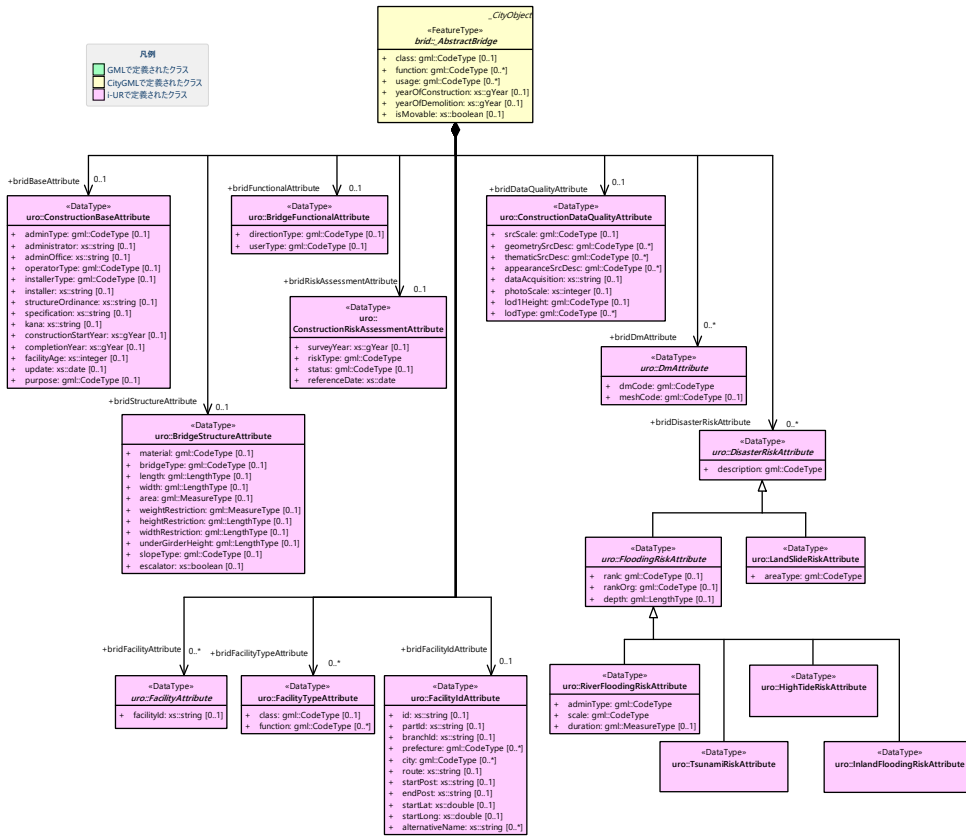 _CityObject
«FeatureType»
brid::_AbstractBridge
+ class: gml::CodeType [0..1]
+ function: gml::CodeType [0..*]
+ usage: gml::CodeType [0..*]
+ yearOfConstruction: xs::gYear [0..1]
+ yearOfDemolition: xs::gYear [0..1]
+ isMovable: xs::boolean [0..1]
凡例
GMLで定義されたクラス
CityGMLで定義されたクラス
i-URで定義されたクラス
+bridBaseAttribute
0..1
«DataType»
uro::ConstructionBaseAttribute
+ adminType: gml::CodeType [0..1]
+ administrator: xs::string [0..1]
+ adminOffice: xs::string [0..1]
+ operatorType: gml::CodeType [0..1]
+ installerType: gml::CodeType [0..1]
+ installer: xs::string [0..1]
+ structureOrdinance: xs::string [0..1]
+ specification: xs::string [0..1]
+ kana: xs::string [0..1]
+ constructionStartYear: xs::gYear [0..1]
+ completionYear: xs::gYear [0..1]
+ facilityAge: xs::integer [0..1]
+ update: xs::date [0..1]
+ purpose: gml::CodeType [0..1]
+bridFunctionalAttribute
0..1
«DataType»
uro::BridgeFunctionalAttribute
+ directionType: gml::CodeType [0..1]
+ userType: gml::CodeType [0..1]
+bridDataQualityAttribute
0..1
«DataType»
uro::ConstructionDataQualityAttribute
+ srcScale: gml::CodeType [0..1]
+ geometrySrcDesc: gml::CodeType [0..*]
+ thematicSrcDesc: gml::CodeType [0..*]
+ appearanceSrcDesc: gml::CodeType [0..*]
+ dataAcquisition: xs::string [0..1]
+ photoScale: xs::integer [0..1]
+ lod1Height: gml::CodeType [0..1]
+ lodType: gml::CodeType [0..*]
+bridRiskAssessmentAttribute
0..1
«DataType»
uro::
ConstructionRiskAssessmentAttribute
+ surveyYear: xs::gYear [0..1]
+ riskType: gml::CodeType
+ status: gml::CodeType [0..1]
+ referenceDate: xs::date
+bridDmAttribute
0..*
«DataType»
uro::DmAttribute
+ dmCode: gml::CodeType
+ meshCode: gml::CodeType [0..1]
+bridStructureAttribute
0..1
«DataType»
uro::BridgeStructureAttribute
+ material: gml::CodeType [0..1]
+ bridgeType: gml::CodeType [0..1]
+ length: gml::LengthType [0..1]
+ width: gml::LengthType [0..1]
+ area: gml::MeasureType [0..1]
+ weightRestriction: gml::MeasureType [0..1]
+ heightRestriction: gml::LengthType [0..1]
+ widthRestriction: gml::LengthType [0..1]
+ underGirderHeight: gml::LengthType [0..1]
+ slopeType: gml::CodeType [0..1]
+ escalator: xs::boolean [0..1]
+bridDisasterRiskAttribute
0..*
«DataType»
uro::DisasterRiskAttribute
+ description: gml::CodeType
«DataType»
uro::FloodingRiskAttribute
+ rank: gml::CodeType [0..1]
+ rankOrg: gml::CodeType [0..1]
+ depth: gml::LengthType [0..1]
«DataType»
uro::LandSlideRiskAttribute
+ areaType: gml::CodeType
+bridFacilityAttribute
0..*
«DataType»
uro::FacilityAttribute
+ facilityId: xs::string [0..1]
+bridFacilityTypeAttribute
0..*
«DataType»
uro::FacilityTypeAttribute
+ class: gml::CodeType [0..1]
+ function: gml::CodeType [0..*]
+bridFacilityIdAttribute
0..1
«DataType»
uro::FacilityIdAttribute
+ id: xs::string [0..1]
+ partId: xs::string [0..1]
+ branchId: xs::string [0..1]
+ prefecture: gml::CodeType [0..*]
+ city: gml::CodeType [0..*]
+ route: xs::string [0..1]
+ startPost: xs::string [0..1]
+ endPost: xs::string [0..1]
+ startLat: xs::double [0..1]
+ startLong: xs::double [0..1]
+ alternativeName: xs::string [0..*]
«DataType»
uro::RiverFloodingRiskAttribute
+ adminType: gml::CodeType
+ scale: gml::CodeType
+ duration: gml::MeasureType [0..1]
«DataType»
uro::HighTideRiskAttribute
«DataType»
uro::TsunamiRiskAttribute
«DataType»
uro::InlandFloodingRiskAttribute